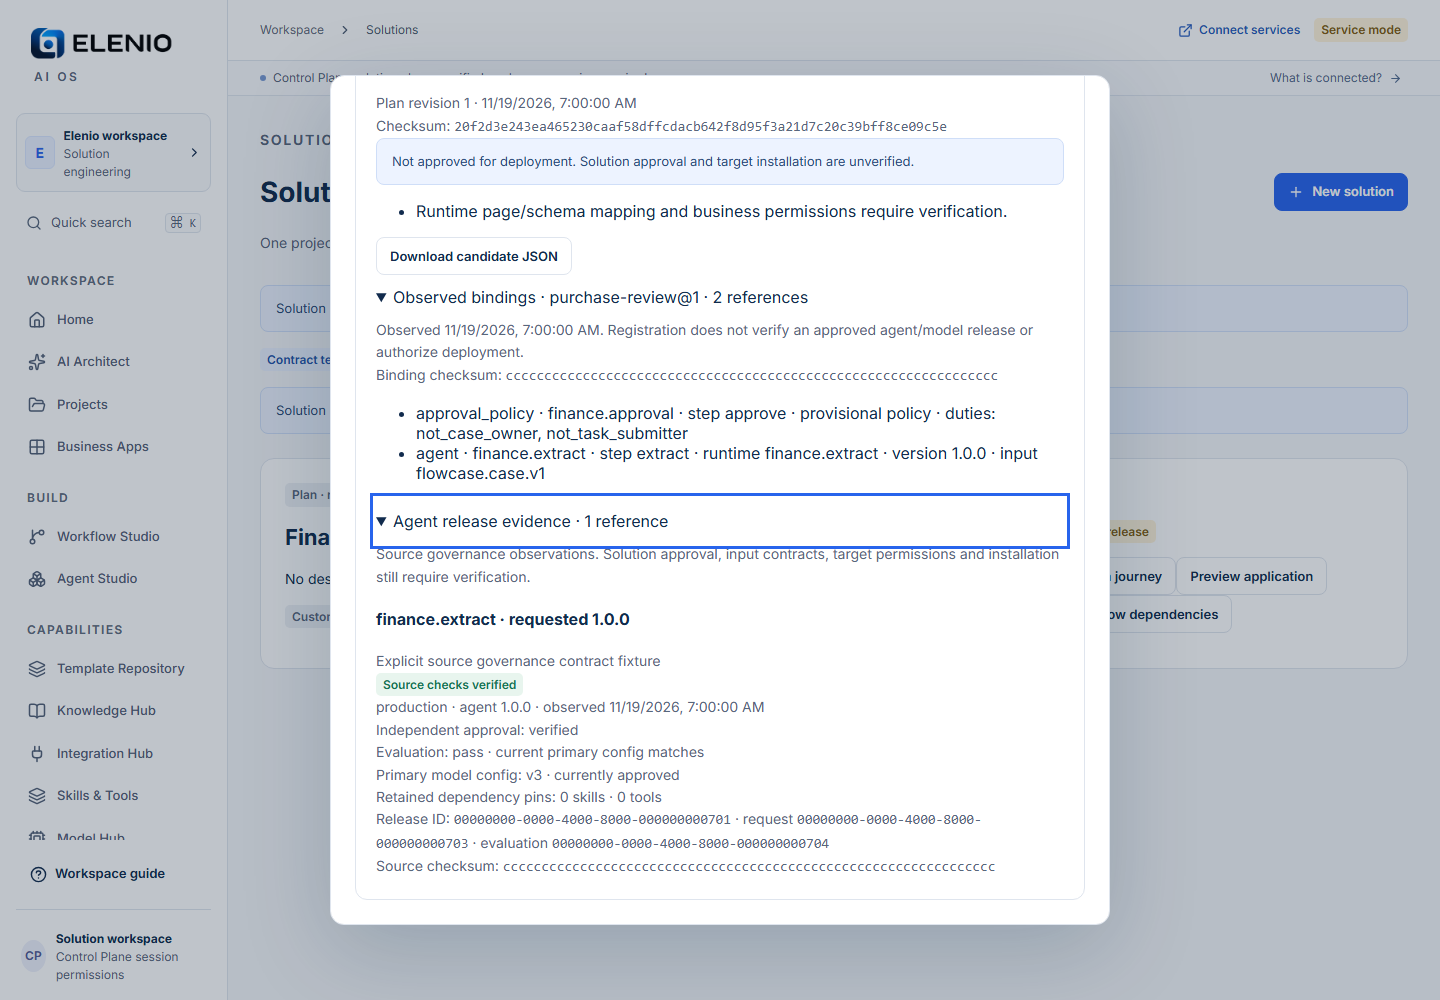 ELENIO
AI OS
Elenio workspace
E
Solution
engineering
Quick search
⌘ K
WORKSPACE
Home
AI Architect
Projects
Business Apps
BUILD
Workflow Studio
Agent Studio
CAPABILITIES
Template Repository
Knowledge Hub
Integration Hub
Skills & Tools
Model Hub
Workspace guide
CP
Solution workspace
Control Plane session
permissions
Workspace > Solutions
Connect services
Service mode
Control
What is connected? →
+ New solution
One
Solution
Contract
Solution
Plan ·
No
journey
Preview application
dependencies
Plan revision 1 · 11/19/2026, 7:00:00 AM
Checksum: 20f2d3e243ea465230caaf58dffcdacb642f8d95f3a21d7c20c39bff8ce09c5e
Not approved for deployment. Solution approval and target installation are unverified.
• Runtime page/schema mapping and business permissions require verification.
Download candidate JSON
▼ Observed bindings · purchase-review@1 · 2 references
Observed 11/19/2026, 7:00:00 AM. Registration does not verify an approved agent/model release or
authorize deployment.
Binding checksum: cccccccccccccccccccccccccccccccccccccccccccccccccccccccccccccccc
• approval_policy · finance.approval · step approve · provisional policy · duties:
not_case_owner, not_task_submitter
• agent · finance.extract · step extract · runtime finance.extract · version 1.0.0 · input
flowcase.case.v1
▼ Agent release evidence · 1 reference
Source governance observations. Solution approval, input contracts, target permissions and installation
still require verification.
finance.extract · requested 1.0.0
Explicit source governance contract fixture
Source checks verified
production · agent 1.0.0 · observed 11/19/2026, 7:00:00 AM
Independent approval: verified
Evaluation: pass · current primary config matches
Primary model config: v3 · currently approved
Retained dependency pins: 0 skills · 0 tools
Release ID: 00000000-0000-4000-8000-000000000701 · request 00000000-0000-4000-8000-
000000000703 · evaluation 00000000-0000-4000-8000-000000000704
Source checksum: cccccccccccccccccccccccccccccccccccccccccccccccccccccccccccccccc